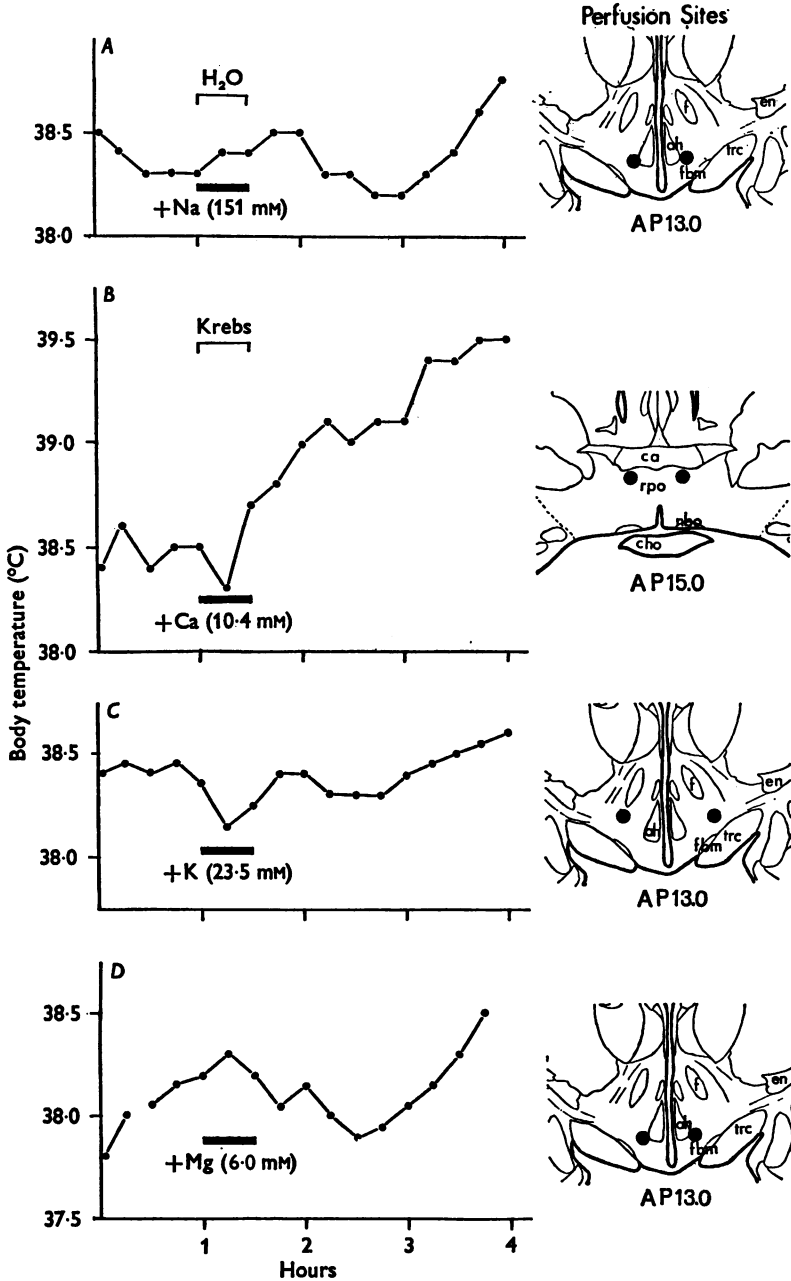 Perfusion Sites
A
H₂O
38·5
38·0
+Na (151 mM)
f
en
ah
trc
fbm
AP13.0
B
Krebs
39·5
39·0
38·5
38·0
+Ca (10·4 mM)
ca
rpo
nbo
cho
AP15.0
Body temperature (°C)
C
38·5
38·0
+K (23·5 mM)
f
en
ah
trc
fbm
AP13.0
D
38·5
38·0
37·5
+Mg (6·0 mM)
f
en
ah
trc
fbm
AP13.0
1 2 3 4
Hours